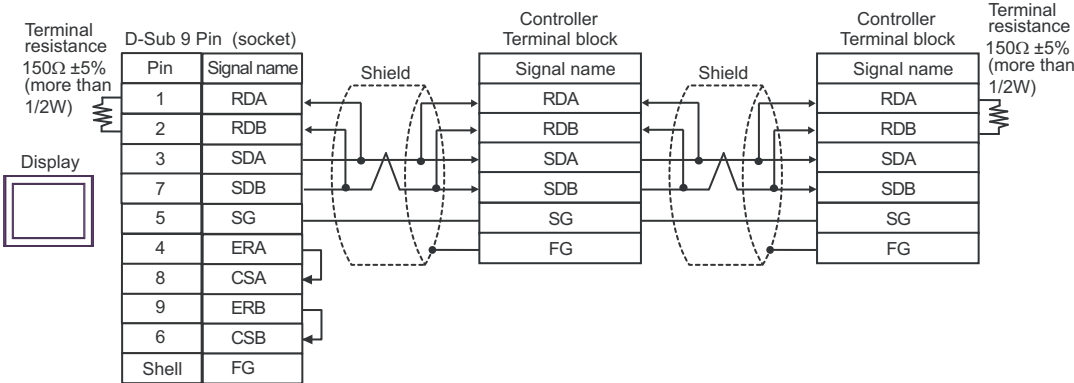 Terminal
resistance
150Ω ±5%
(more than
1/2W)
Display
D-Sub 9 Pin (socket)
Pin Signal name
1 RDA
2 RDB
3 SDA
7 SDB
5 SG
4 ERA
8 CSA
9 ERB
6 CSB
Shell FG
Shield
Controller
Terminal block
Signal name
RDA
RDB
SDA
SDB
SG
FG
Shield
Controller
Terminal block
Signal name
RDA
RDB
SDA
SDB
SG
FG
Terminal
resistance
150Ω ±5%
(more than
1/2W)